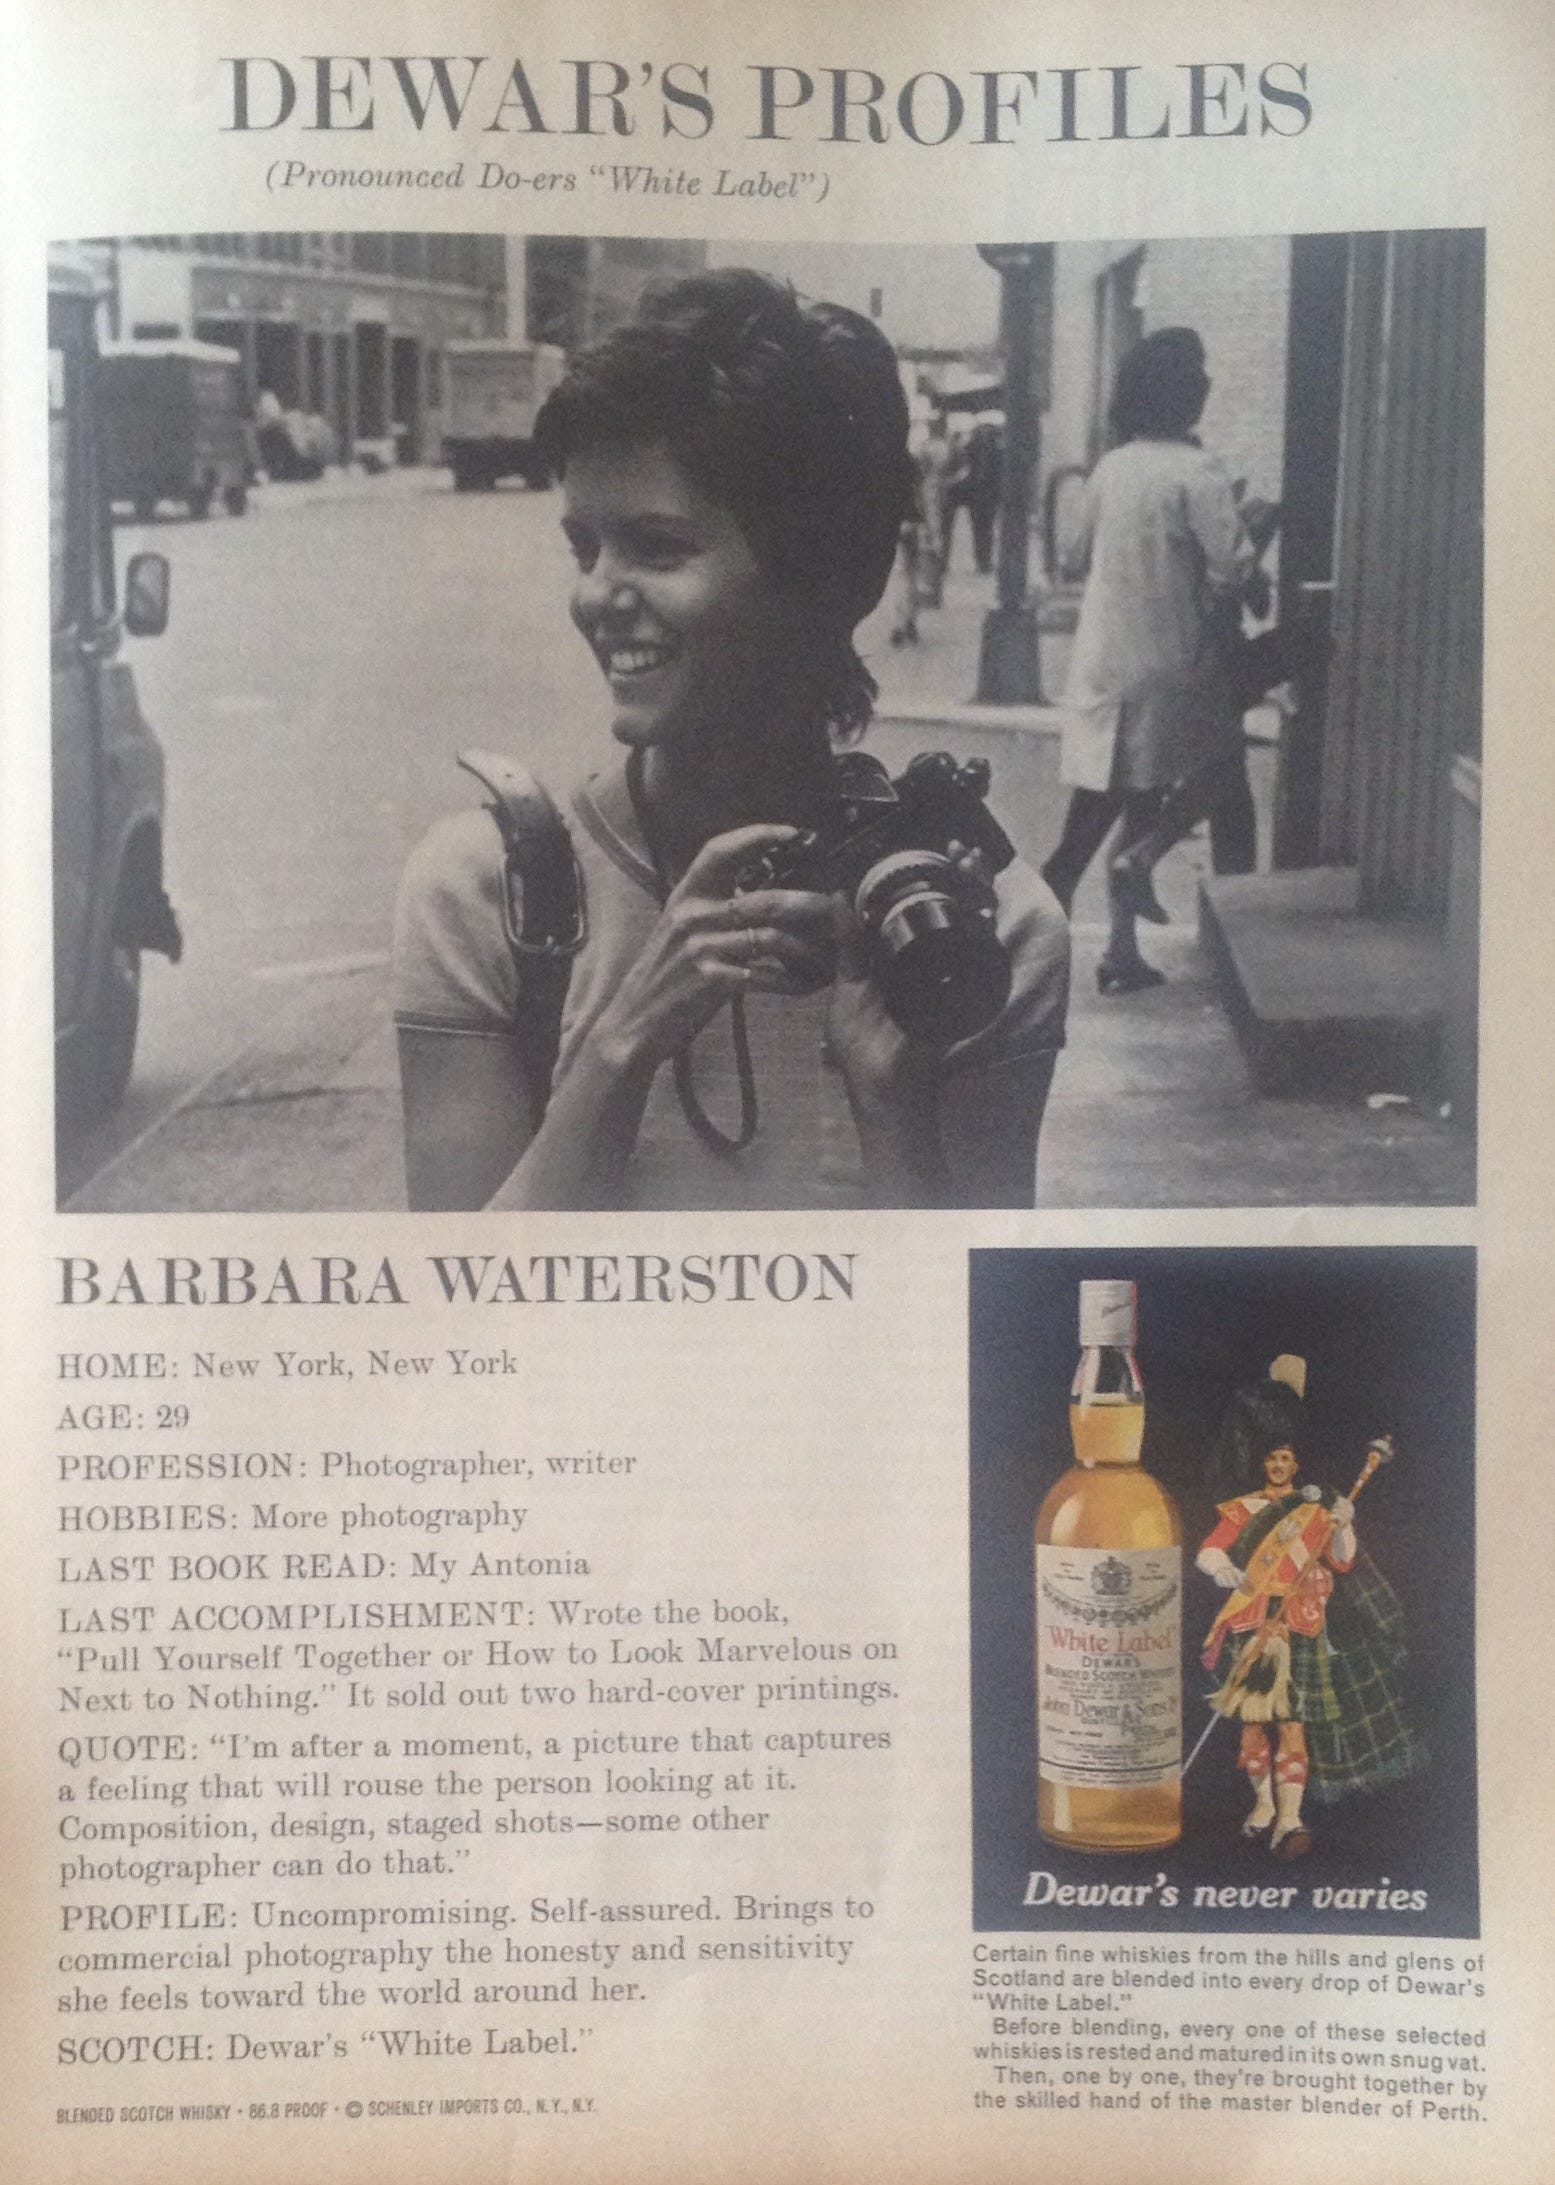 DEWAR'S PROFILES
(Pronounced Do-ers "White Label")
BARBARA WATERSTON
HOME: New York, New York
AGE: 29
PROFESSION: Photographer, writer
HOBBIES: More photography
LAST BOOK READ: My Antonia
LAST ACCOMPLISHMENT: Wrote the book,
"Pull Yourself Together or How to Look Marvelous on
Next to Nothing." It sold out two hard-cover printings.
QUOTE: "I'm after a moment, a picture that captures
a feeling that will rouse the person looking at it.
Composition, design, staged shots—some other
photographer can do that."
PROFILE: Uncompromising. Self-assured. Brings to
commercial photography the honesty and sensitivity
she feels toward the world around her.
SCOTCH: Dewar's "White Label."
BLENDED SCOTCH WHISKY • 86.8 PROOF • © SCHENLEY IMPORTS CO., N.Y., N.Y.
"White Label"
DEWAR'S
BLENDED SCOTCH WHISKY
John Dewar & Sons
Dewar's never varies
Certain fine whiskies from the hills and glens of
Scotland are blended into every drop of Dewar's
"White Label."
Before blending, every one of these selected
whiskies is rested and matured in its own snug vat.
Then, one by one, they're brought together by
the skilled hand of the master blender of Perth.